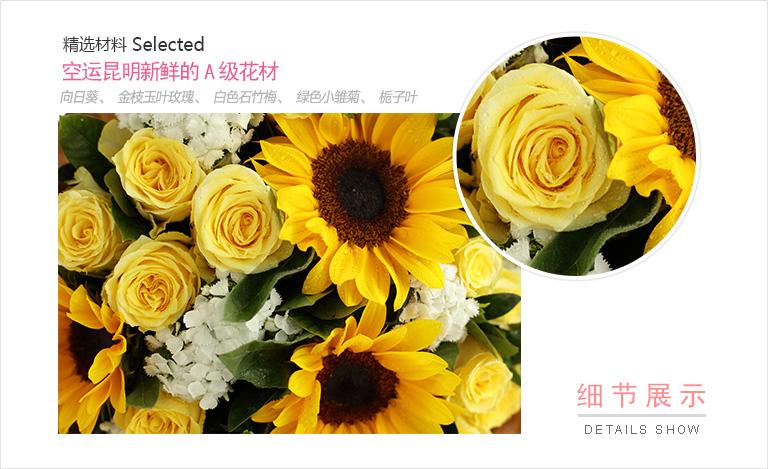 精选材料 Selected
空运昆明新鲜的 A 级花材
向日葵、 金枝玉叶玫瑰、 白色石竹梅、 绿色小雏菊、 栀子叶
细节展示
DETAILS SHOW